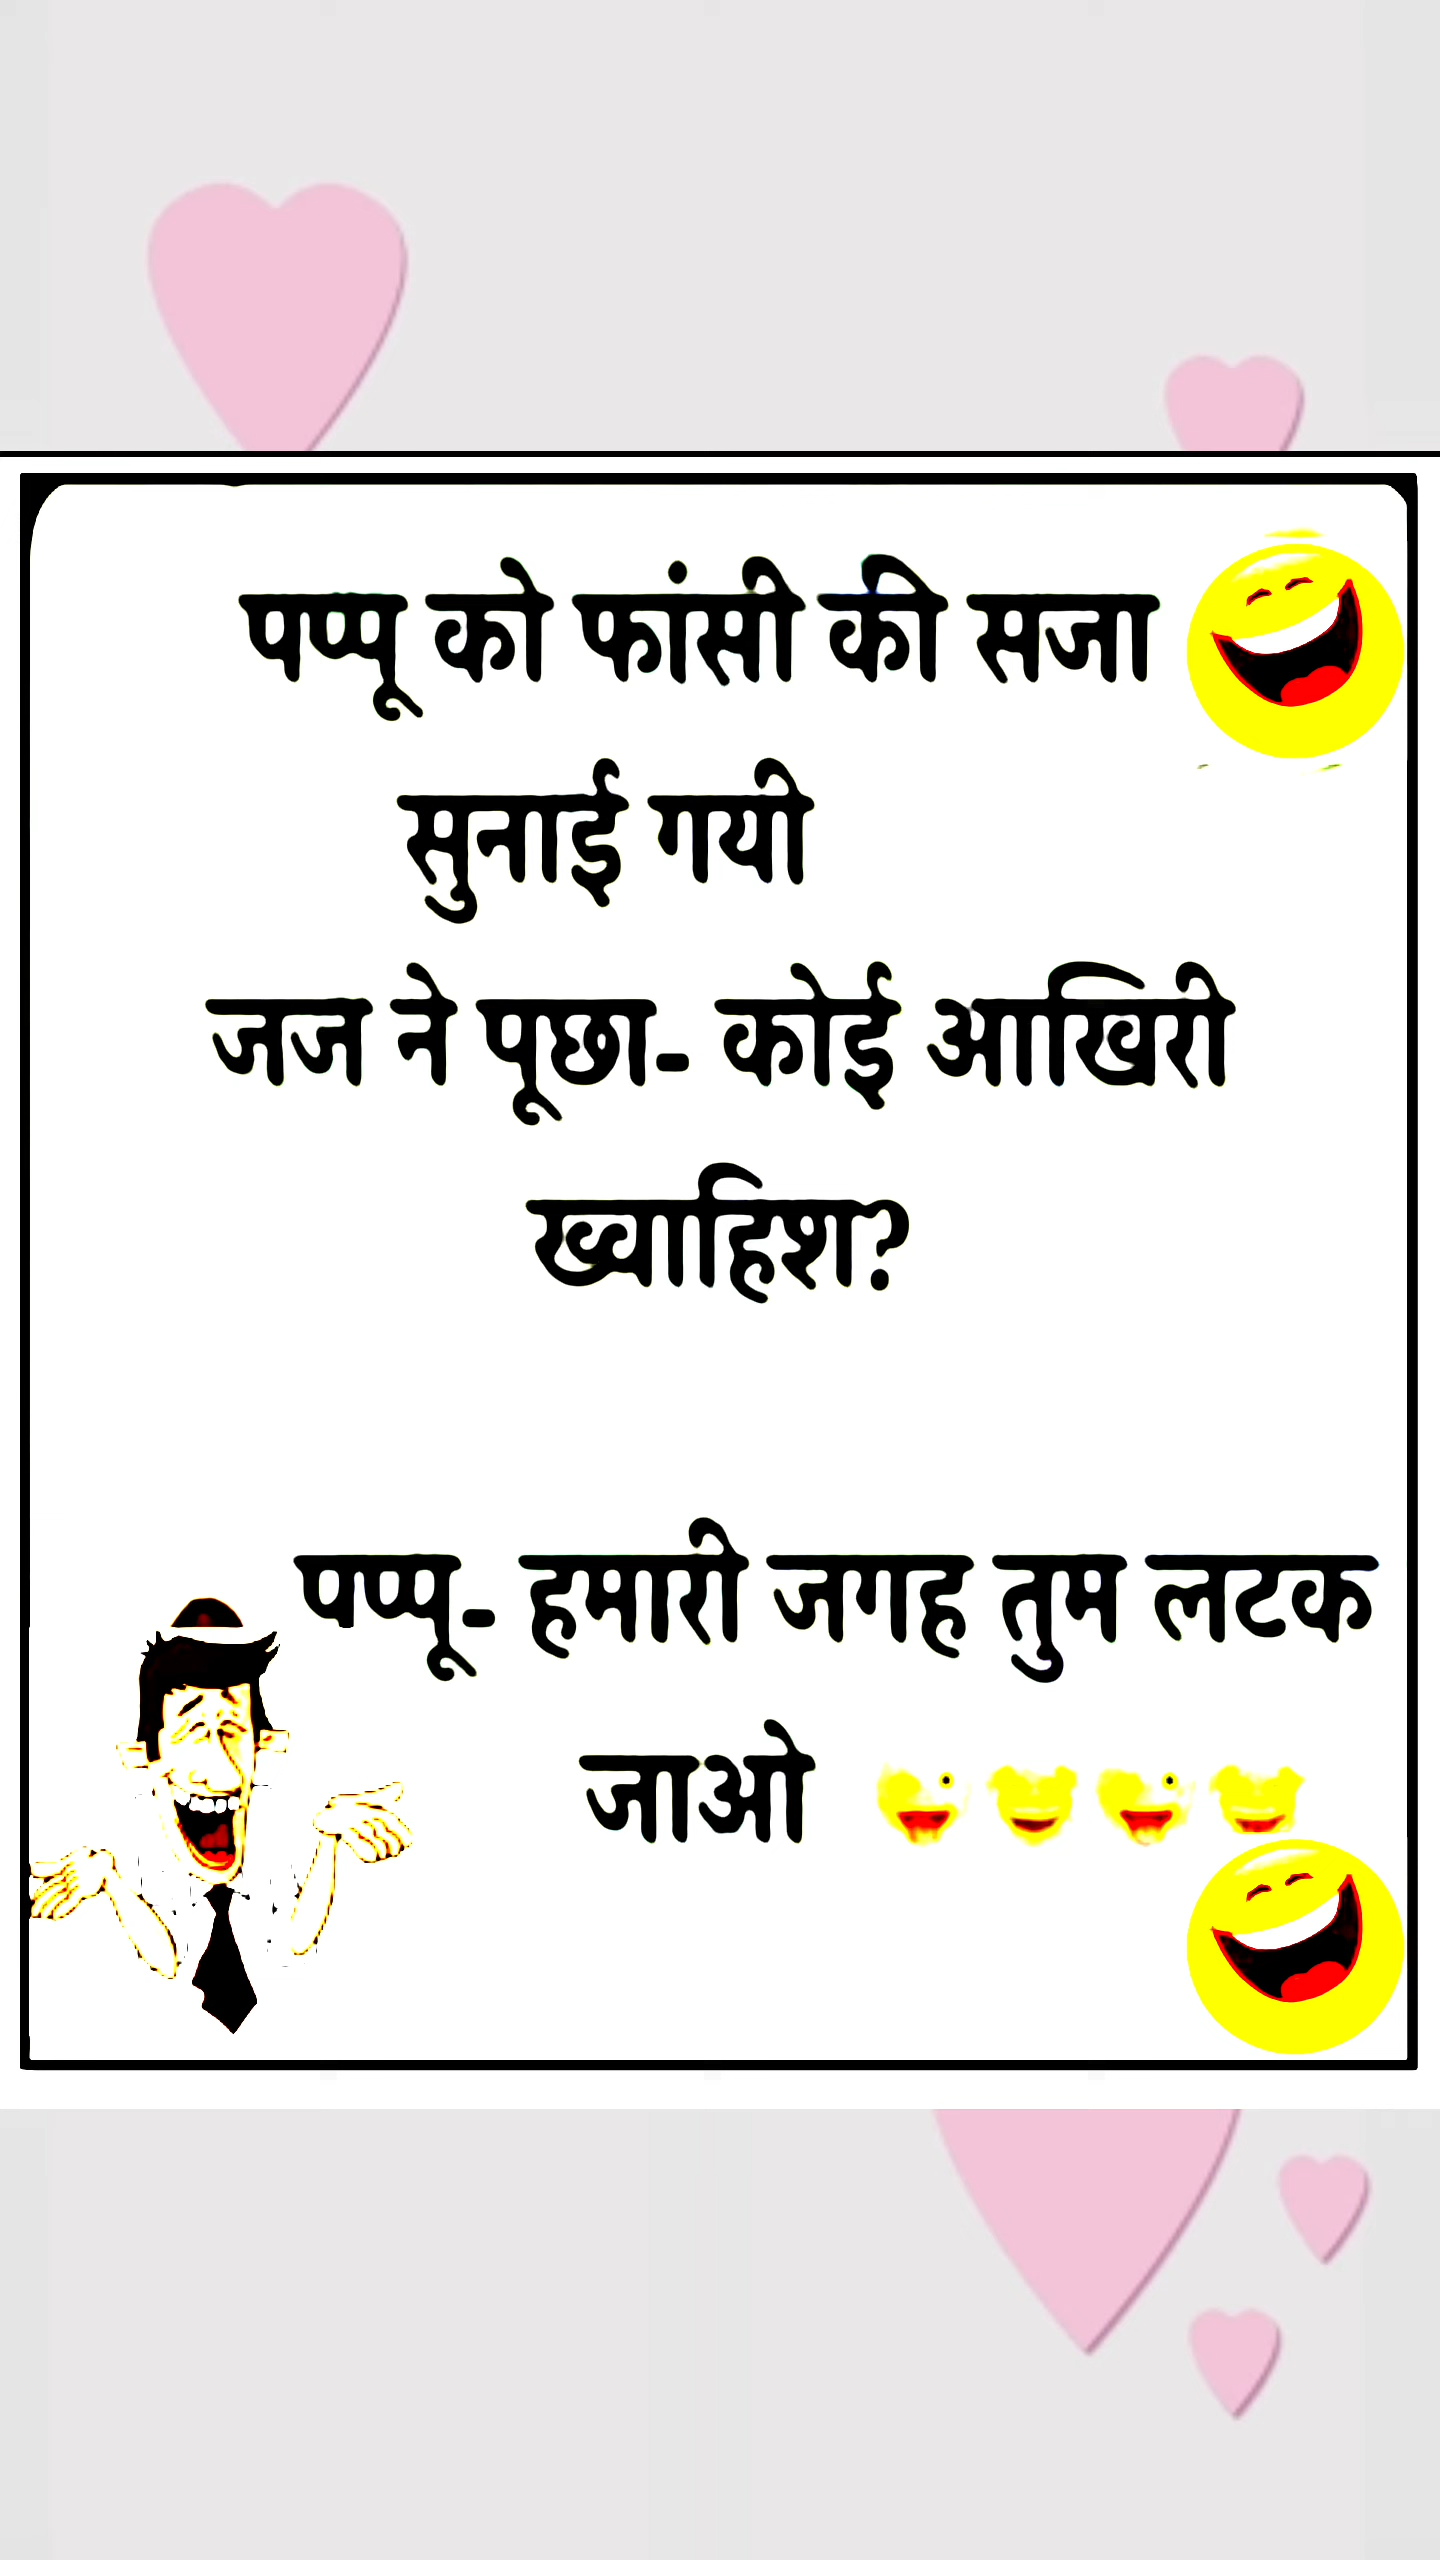 पप्पू को फांसी की सजा
सुनाई गयी
जज ने पूछा- कोई आखिरी
ख्वाहिश?
पप्पू- हमारी जगह तुम लटक
जाओ